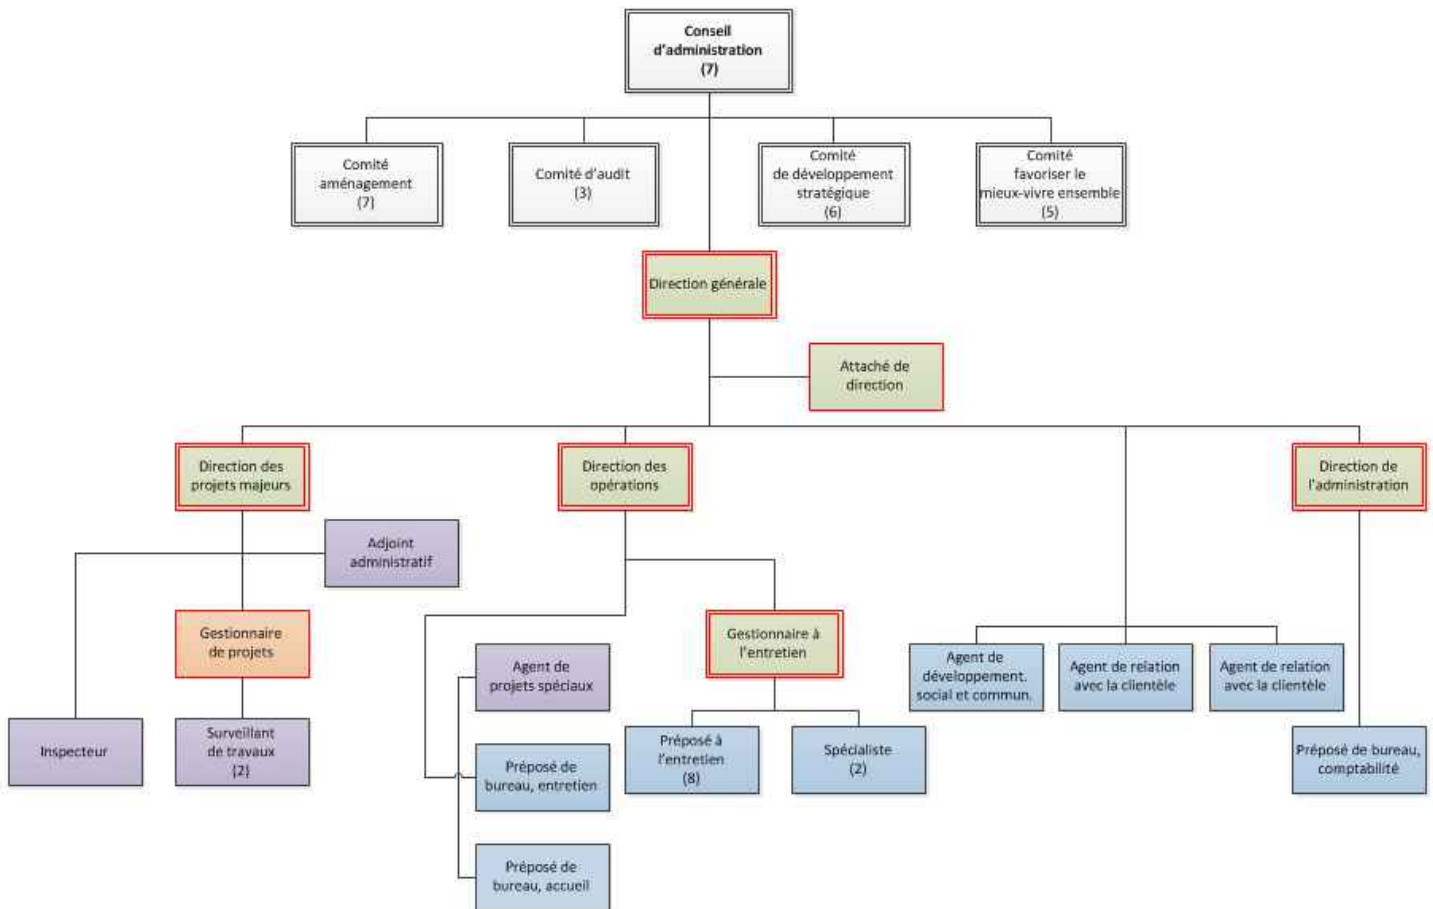 Conseil
d'administration
(7)
Comité
aménagement
(7)
Comité d'audit
(3)
Comité
de développement
stratégique
(6)
Comité
favoriser le
mieux-vivre ensemble
(5)
Direction générale
Attaché de
direction
Direction des
projets majeurs
Direction des
opérations
Direction de
l'administration
Adjoint
administratif
Gestionnaire
de projets
Gestionnaire à
l'entretien
Agent de
projets spéciaux
Agent de
développement.
social et commun.
Agent de relation
avec la clientèle
Agent de relation
avec la clientèle
Inspecteur
Surveillant
de travaux
(2)
Préposé de
bureau, entretien
Préposé à
l'entretien
(8)
Spécialiste
(2)
Préposé de bureau,
comptabilité
Préposé de
bureau, accueil